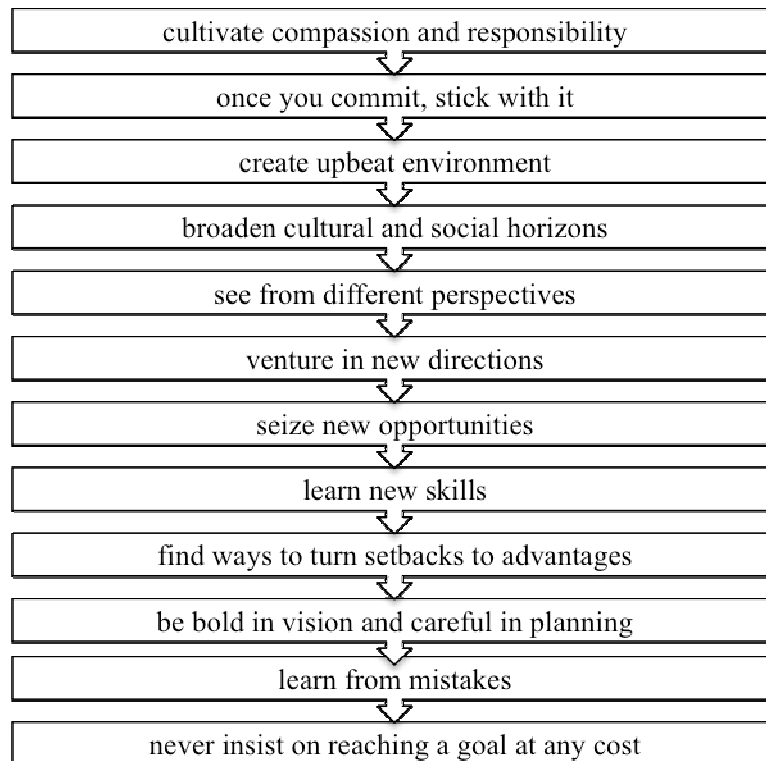 cultivate compassion and responsibility
once you commit, stick with it
create upbeat environment
broaden cultural and social horizons
see from different perspectives
venture in new directions
seize new opportunities
learn new skills
find ways to turn setbacks to advantages
be bold in vision and careful in planning
learn from mistakes
never insist on reaching a goal at any cost